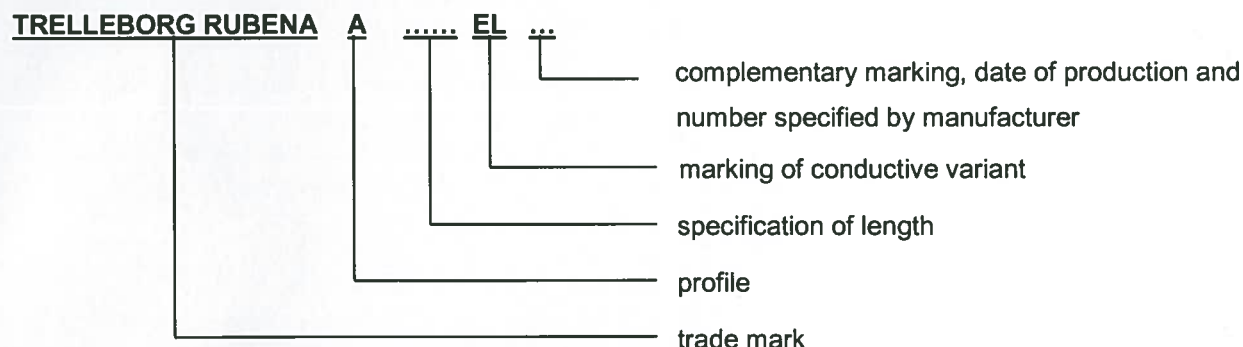 TRELLEBORG RUBENA A ...... EL ...
complementary marking, date of production and
number specified by manufacturer
marking of conductive variant
specification of length
profile
trade mark